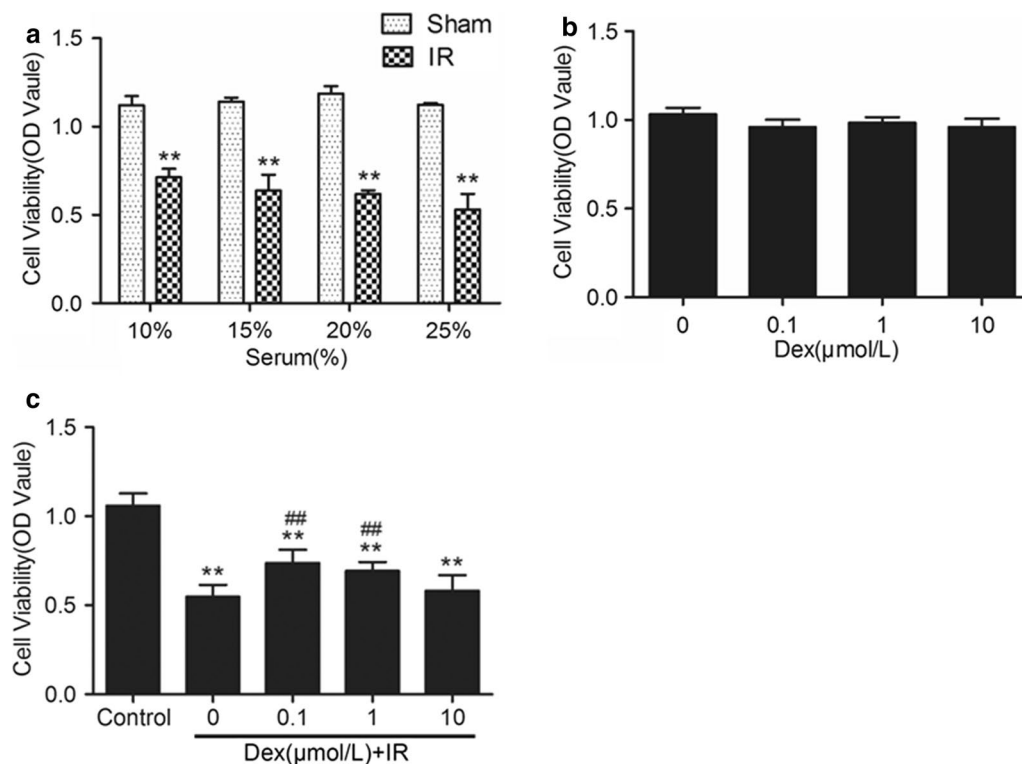 a
Sham
IR
Cell Viability(OD Vaule)
1.5
1.0
0.5
0.0
** ** ** **
10% 15% 20% 25%
Serum(%)
b
Cell Viability(OD Vaule)
1.5
1.0
0.5
0.0
0 0.1 1 10
Dex(μmol/L)
c
Cell Viability(OD Vaule)
1.5
1.0
0.5
0.0
## ##
** ** ** **
Control 0 0.1 1 10
Dex(μmol/L)+IR